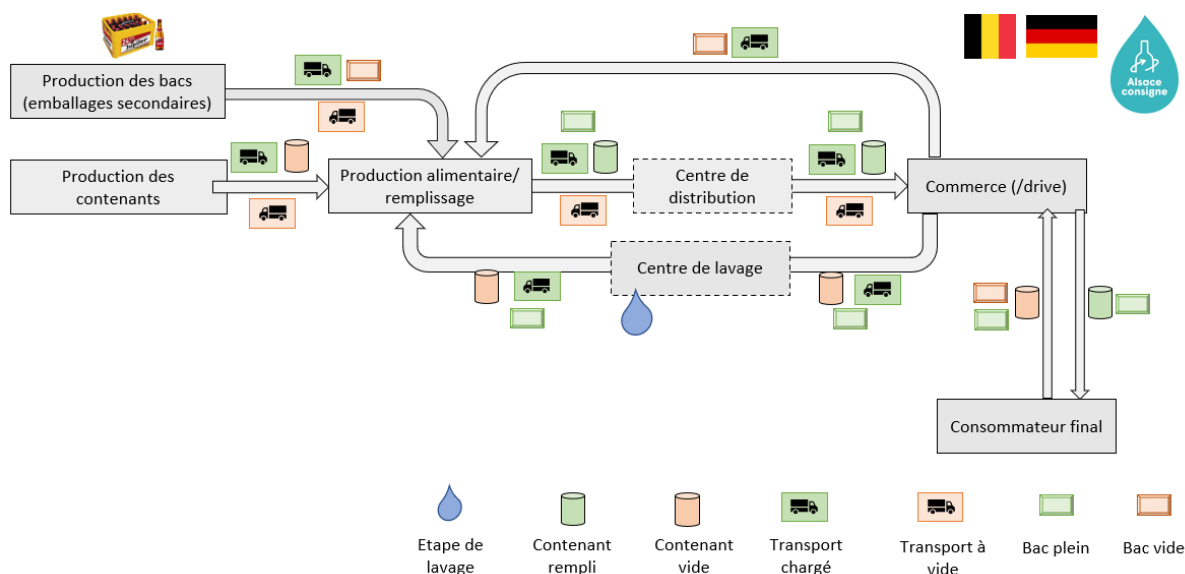 Jupiler
Alsace
consigne
Production des bacs
(emballages secondaires)
Production des
contenants
Production alimentaire/
remplissage
Centre de
distribution
Commerce (/drive)
Centre de lavage
Consommateur final
Etape de
lavage
Contenant
rempli
Contenant
vide
Transport
chargé
Transport à
vide
Bac plein
Bac vide